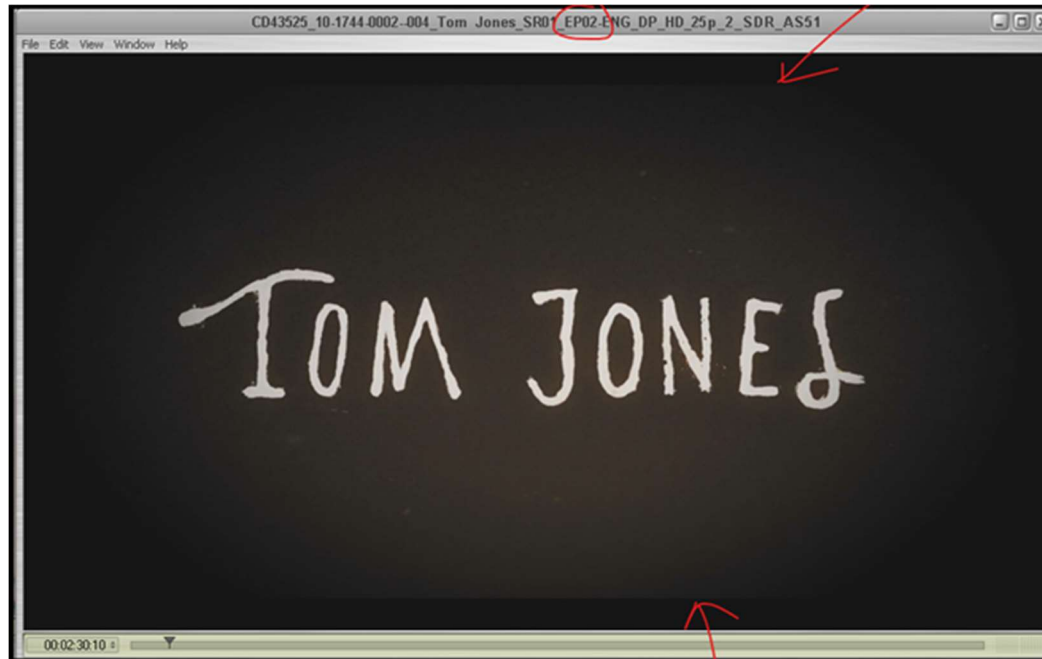 CD43525_10-1744-0002--004_Tom Jones_SR01_EP02-ENG_DP_HD_25p_2_SDR_AS51
File Edit View Window Help
TOM JONES
00:02:30:10